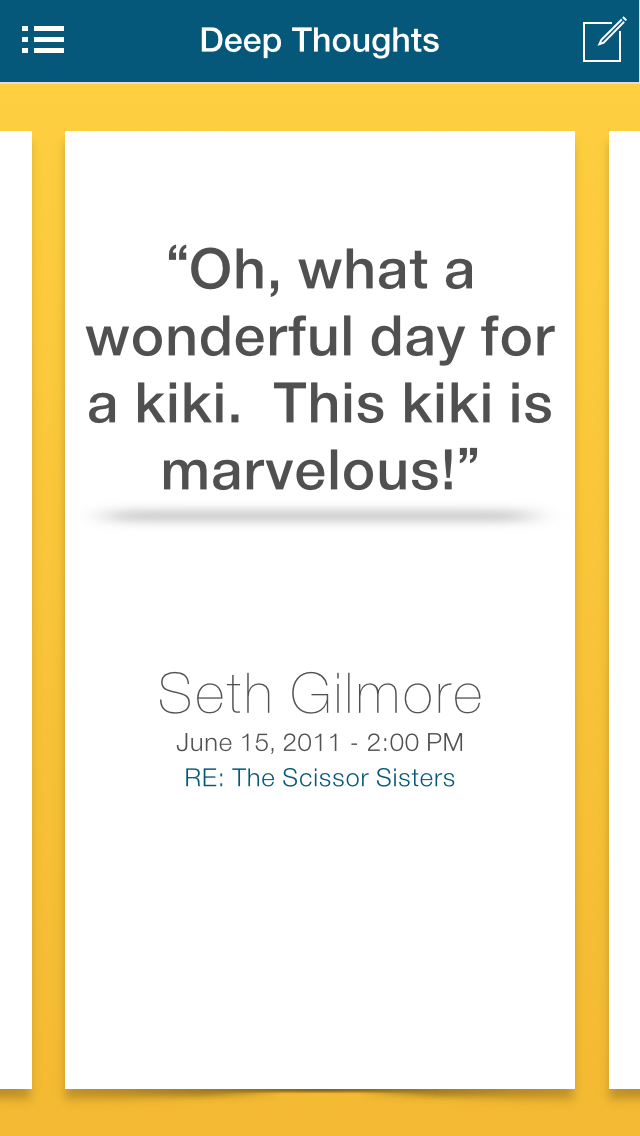 Deep Thoughts
“Oh, what a
wonderful day for
a kiki.  This kiki is
marvelous!”
Seth Gilmore
June 15, 2011 - 2:00 PM
RE: The Scissor Sisters